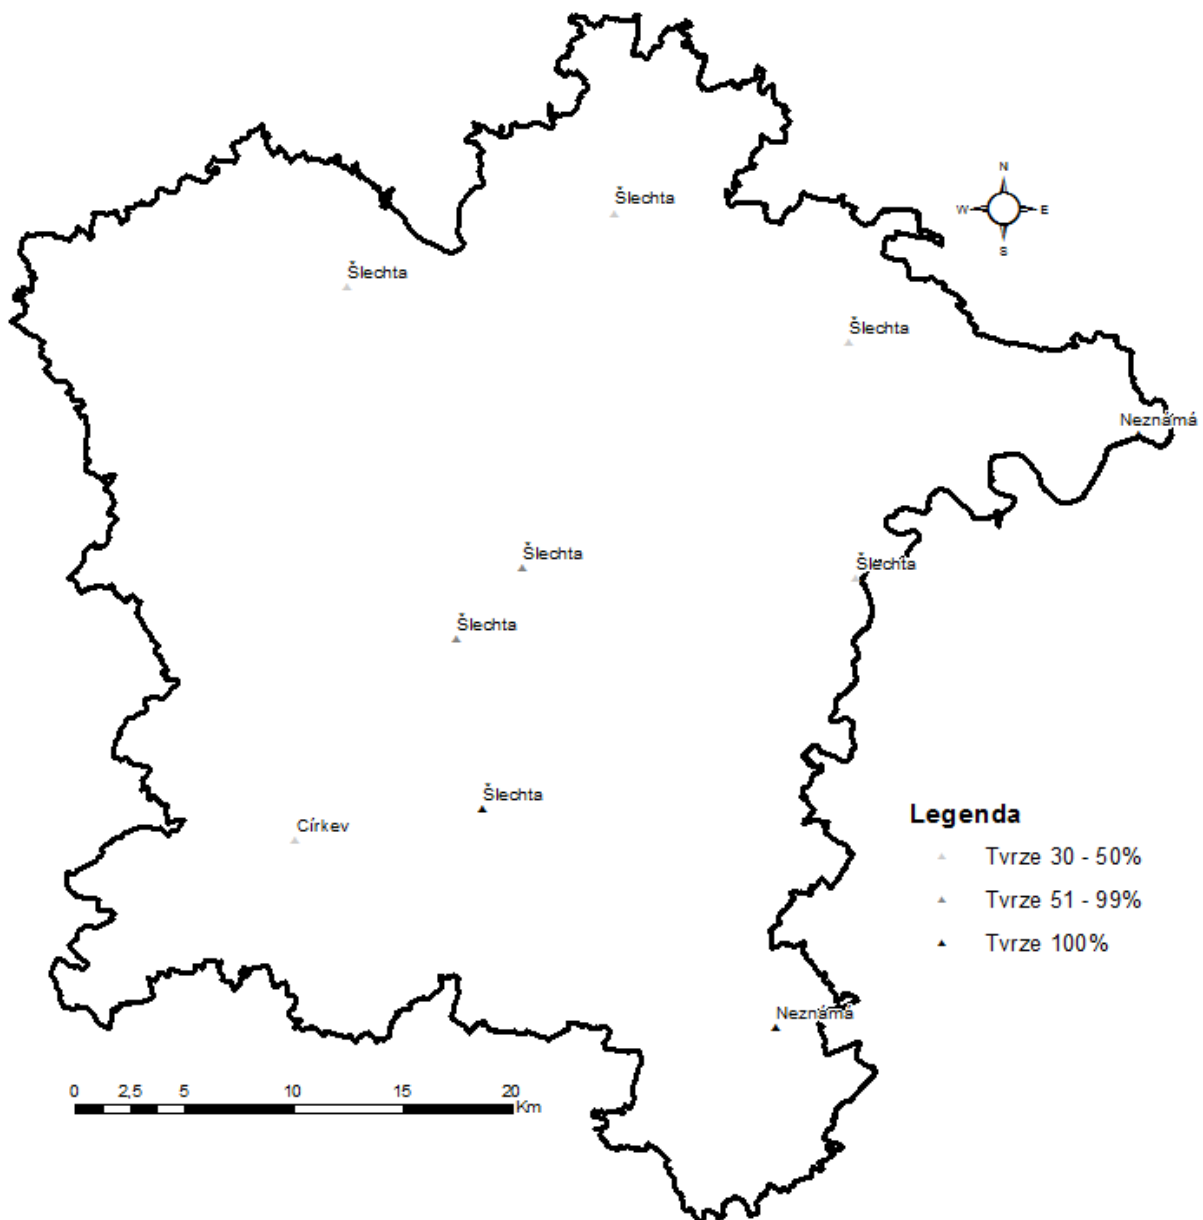 N
W E
S
Šlechta
Šlechta
Šlechta
Neznámá
Šlechta
Šlechta
Šlechta
Šlechta
Církev
Legenda
Tvrze 30 - 50%
Tvrze 51 - 99%
Tvrze 100%
Neznámá
0 2,5 5 10 15 20
Km